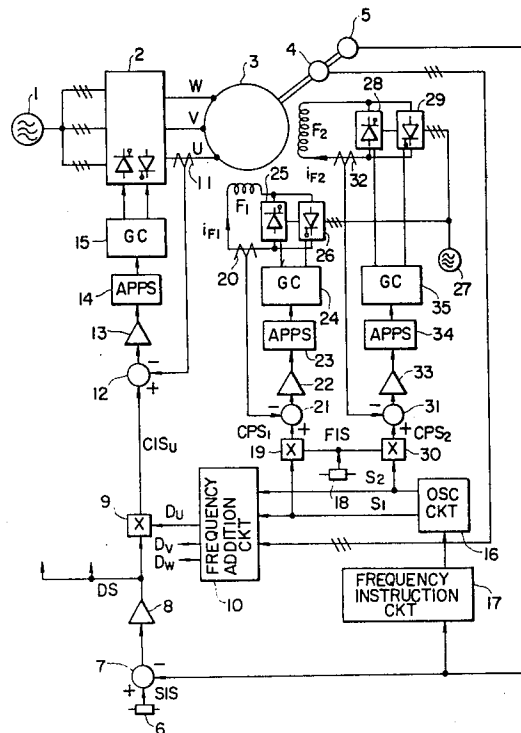 5
4
2
3
1
W
V
U
11
28
29
F2
iF2
32
25
F1
iF1
26
20
27
15
GC
GC
24
GC
35
14
APPS
APPS
23
APPS
34
13
22
33
12
−
+
−
21
+
−
31
+
CISU
CPS1
FIS
CPS2
19
X
X
30
18
S2
S1
9
X
DU
DV
DW
FREQUENCY
ADDITION
CKT
10
OSC
CKT
16
DS
8
FREQUENCY
INSTRUCTION
CKT
17
7
−
+
SIS
6